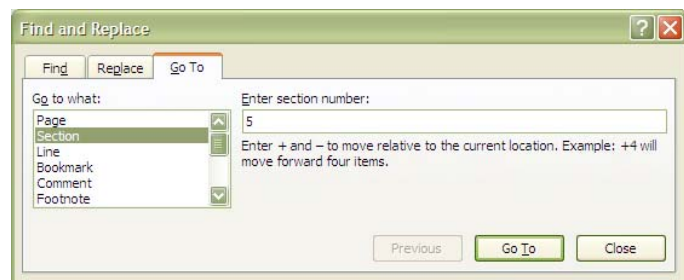 Find and Replace
Find Replace Go To
Go to what:
Page
Section
Line
Bookmark
Comment
Footnote
Enter section number:
5
Enter + and – to move relative to the current location. Example: +4 will
move forward four items.
Previous Go To Close